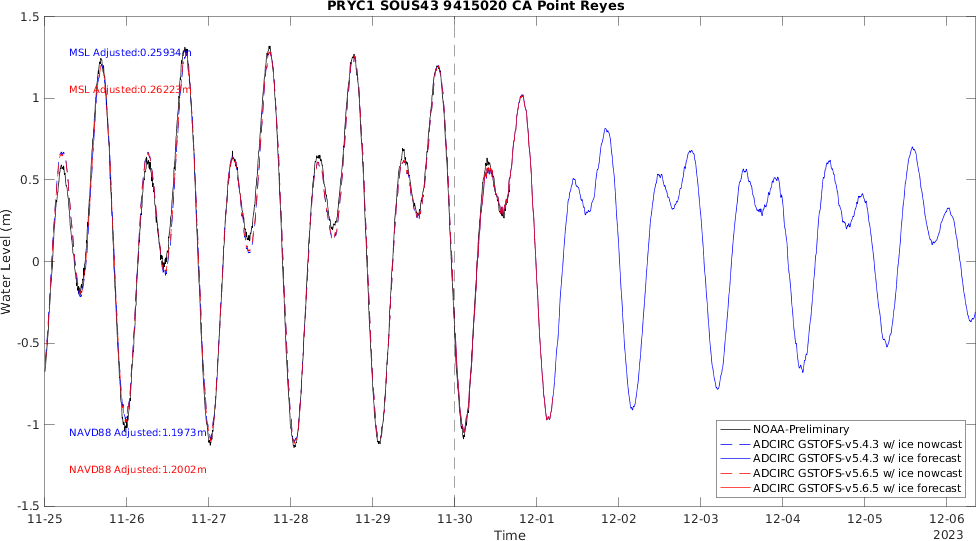 PRYC1 SOUS43 9415020 CA Point Reyes
MSL Adjusted:0.25934m
MSL Adjusted:0.26223m
NAVD88 Adjusted:1.1973m
NAVD88 Adjusted:1.2002m
Water Level (m)
1.5
1
0.5
0
-0.5
-1
-1.5
NOAA-Preliminary
ADCIRC GSTOFS-v5.4.3 w/ ice nowcast
ADCIRC GSTOFS-v5.4.3 w/ ice forecast
ADCIRC GSTOFS-v5.6.5 w/ ice nowcast
ADCIRC GSTOFS-v5.6.5 w/ ice forecast
11-25 11-26 11-27 11-28 11-29 11-30 12-01 12-02 12-03 12-04 12-05 12-06
2023
Time